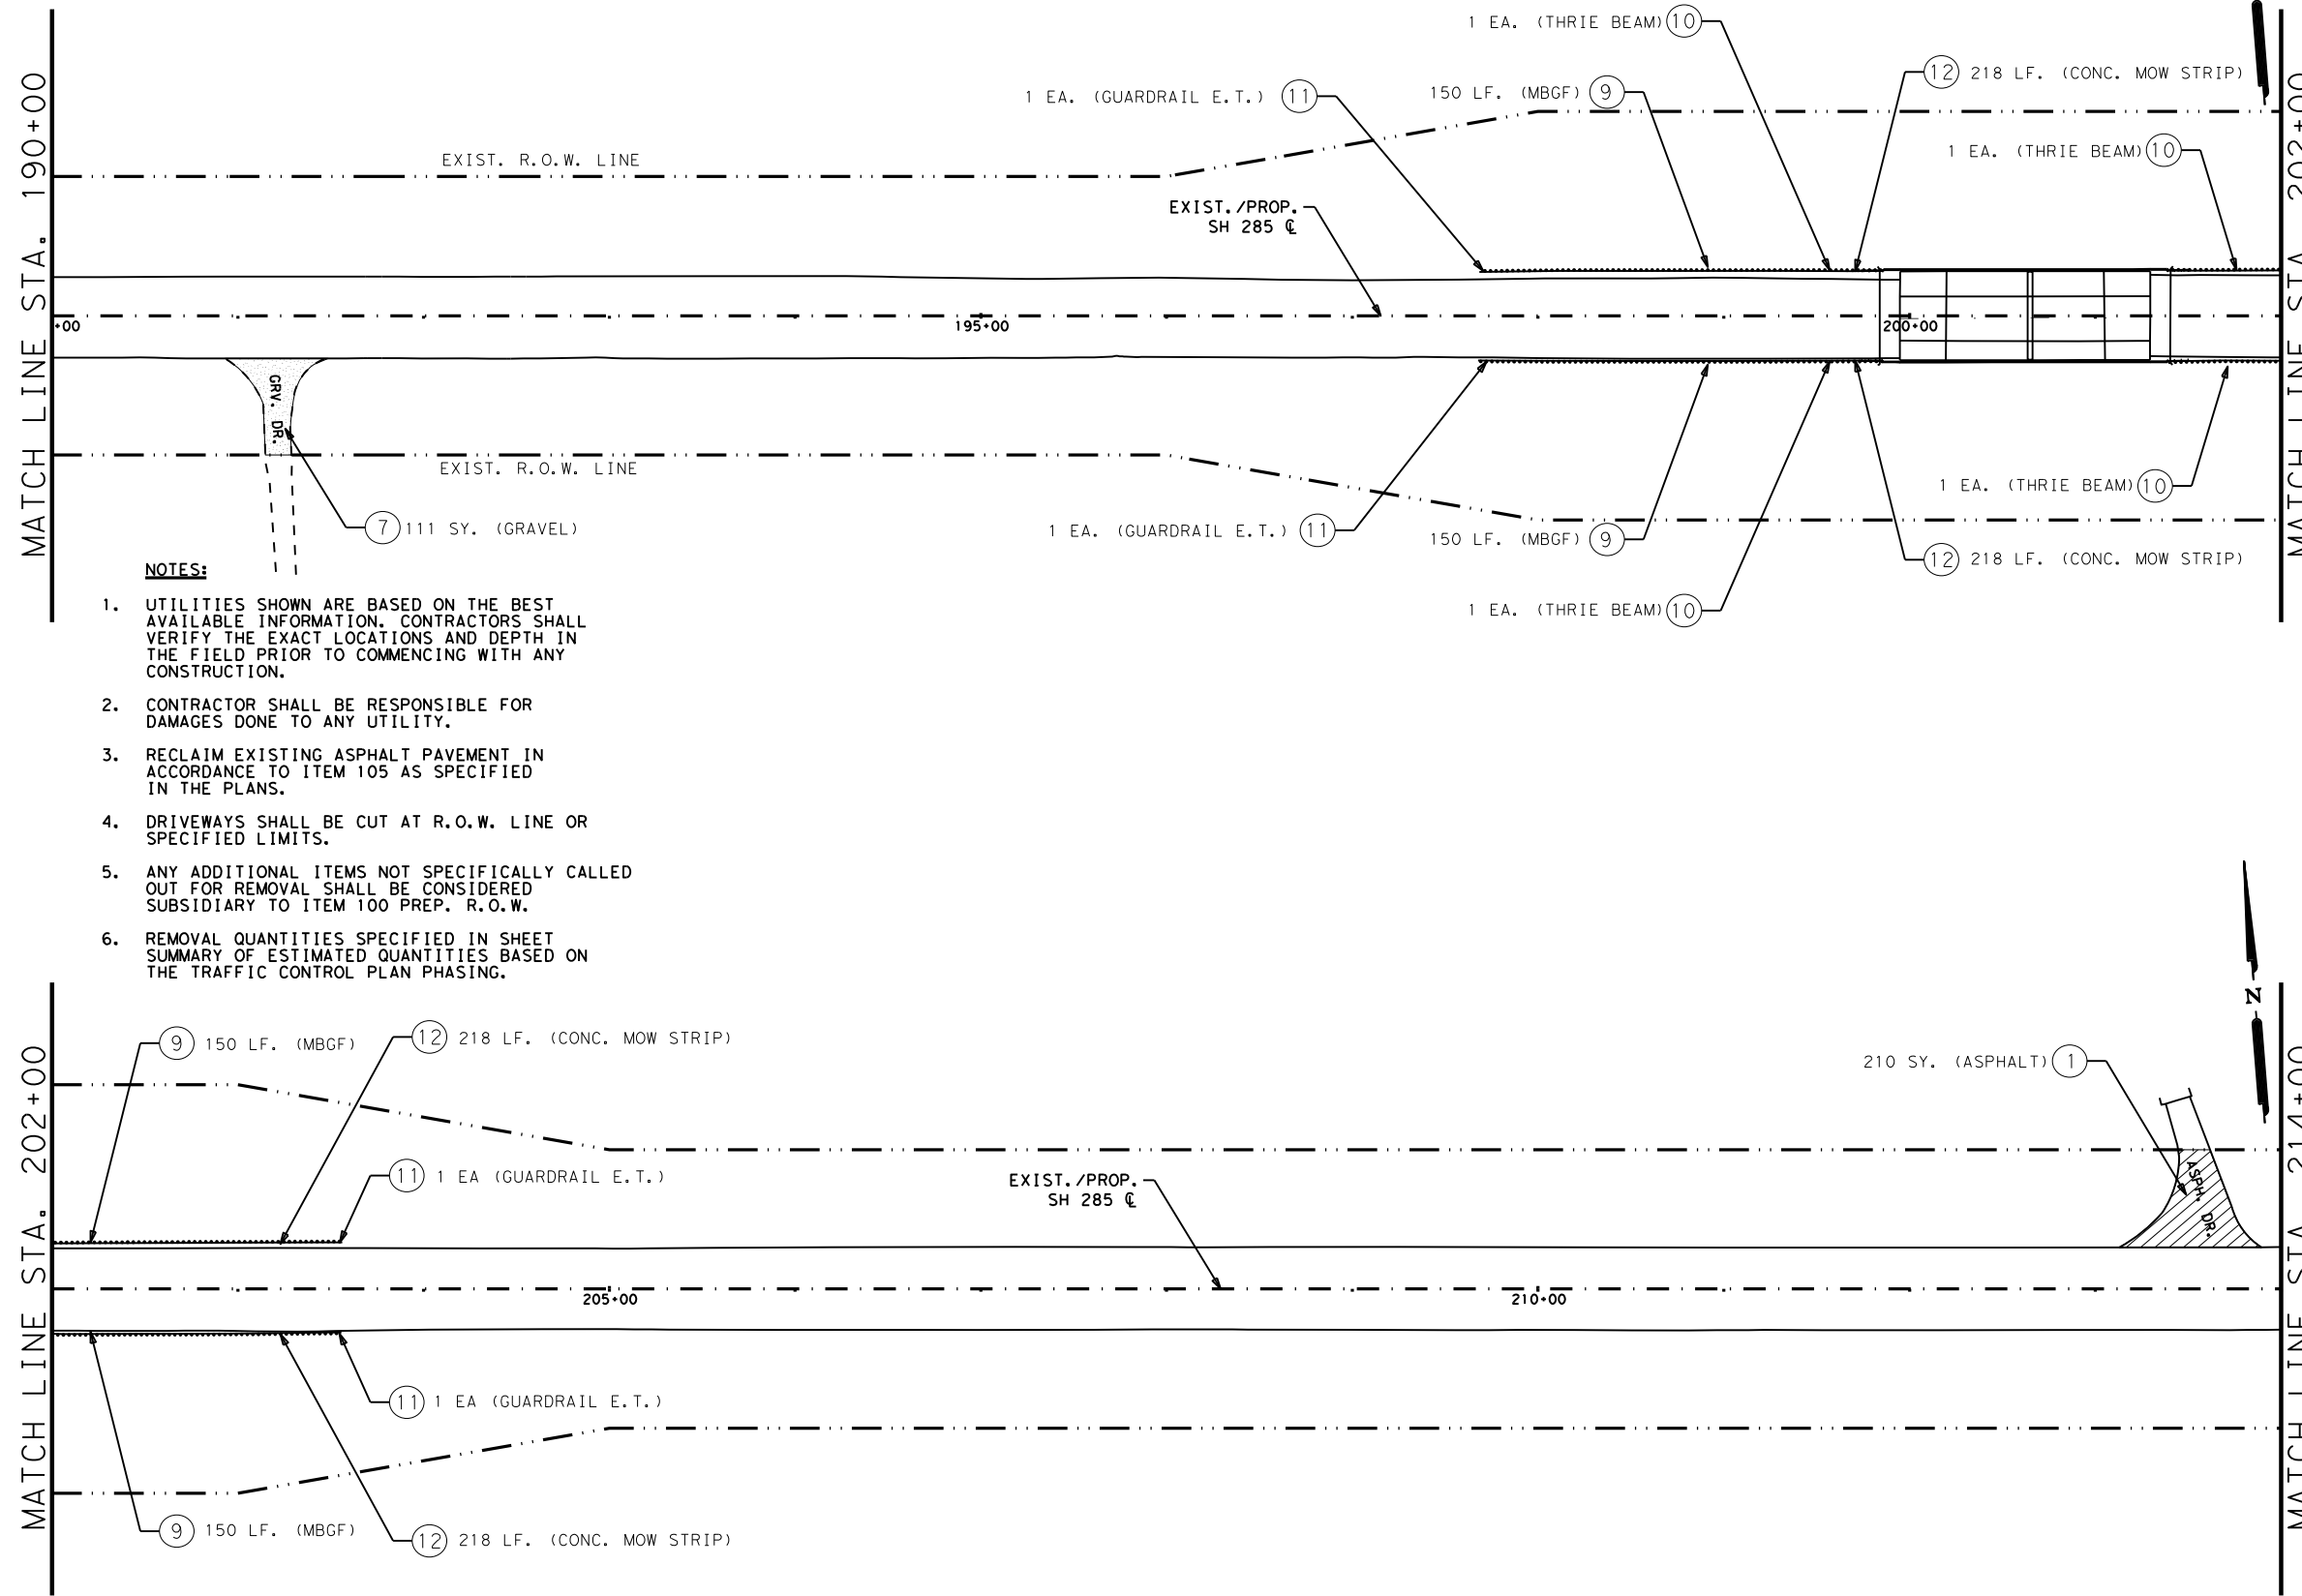 MATCH LINE STA. 190+00
1 EA. (THRIE BEAM) 10
12 218 LF. (CONC. MOW STRIP)
1 EA. (GUARDRAIL E.T.) 11
150 LF. (MBGF) 9
1 EA. (THRIE BEAM) 10
EXIST. R.O.W. LINE
EXIST./PROP.
SH 285 ℄
+00
195+00
200+00
GRV. DR.
EXIST. R.O.W. LINE
7 111 SY. (GRAVEL)
1 EA. (GUARDRAIL E.T.) 11
150 LF. (MBGF) 9
1 EA. (THRIE BEAM) 10
12 218 LF. (CONC. MOW STRIP)
1 EA. (THRIE BEAM) 10
MATCH LINE STA. 202+00
NOTES:
1. UTILITIES SHOWN ARE BASED ON THE BEST
AVAILABLE INFORMATION. CONTRACTORS SHALL
VERIFY THE EXACT LOCATIONS AND DEPTH IN
THE FIELD PRIOR TO COMMENCING WITH ANY
CONSTRUCTION.
2. CONTRACTOR SHALL BE RESPONSIBLE FOR
DAMAGES DONE TO ANY UTILITY.
3. RECLAIM EXISTING ASPHALT PAVEMENT IN
ACCORDANCE TO ITEM 105 AS SPECIFIED
IN THE PLANS.
4. DRIVEWAYS SHALL BE CUT AT R.O.W. LINE OR
SPECIFIED LIMITS.
5. ANY ADDITIONAL ITEMS NOT SPECIFICALLY CALLED
OUT FOR REMOVAL SHALL BE CONSIDERED
SUBSIDIARY TO ITEM 100 PREP. R.O.W.
6. REMOVAL QUANTITIES SPECIFIED IN SHEET
SUMMARY OF ESTIMATED QUANTITIES BASED ON
THE TRAFFIC CONTROL PLAN PHASING.
N
MATCH LINE STA. 202+00
9 150 LF. (MBGF)
12 218 LF. (CONC. MOW STRIP)
210 SY. (ASPHALT) 1
11 1 EA (GUARDRAIL E.T.)
EXIST./PROP.
SH 285 ℄
ASPH. DR.
205+00
210+00
11 1 EA (GUARDRAIL E.T.)
9 150 LF. (MBGF)
12 218 LF. (CONC. MOW STRIP)
MATCH LINE STA. 214+00